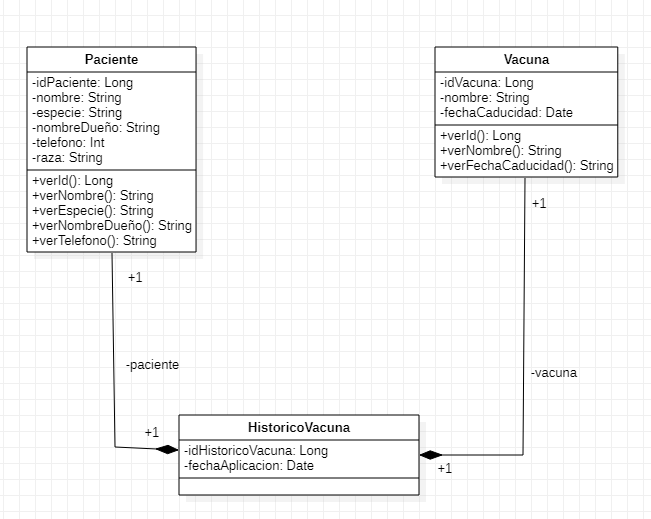 Paciente
-idPaciente: Long
-nombre: String
-especie: String
-nombreDueño: String
-telefono: Int
-raza: String
+verId(): Long
+verNombre(): String
+verEspecie(): String
+verNombreDueño(): String
+verTelefono(): String
Vacuna
-idVacuna: Long
-nombre: String
-fechaCaducidad: Date
+verId(): Long
+verNombre(): String
+verFechaCaducidad(): String
+1
+1
-paciente
-vacuna
+1
+1
HistoricoVacuna
-idHistoricoVacuna: Long
-fechaAplicacion: Date